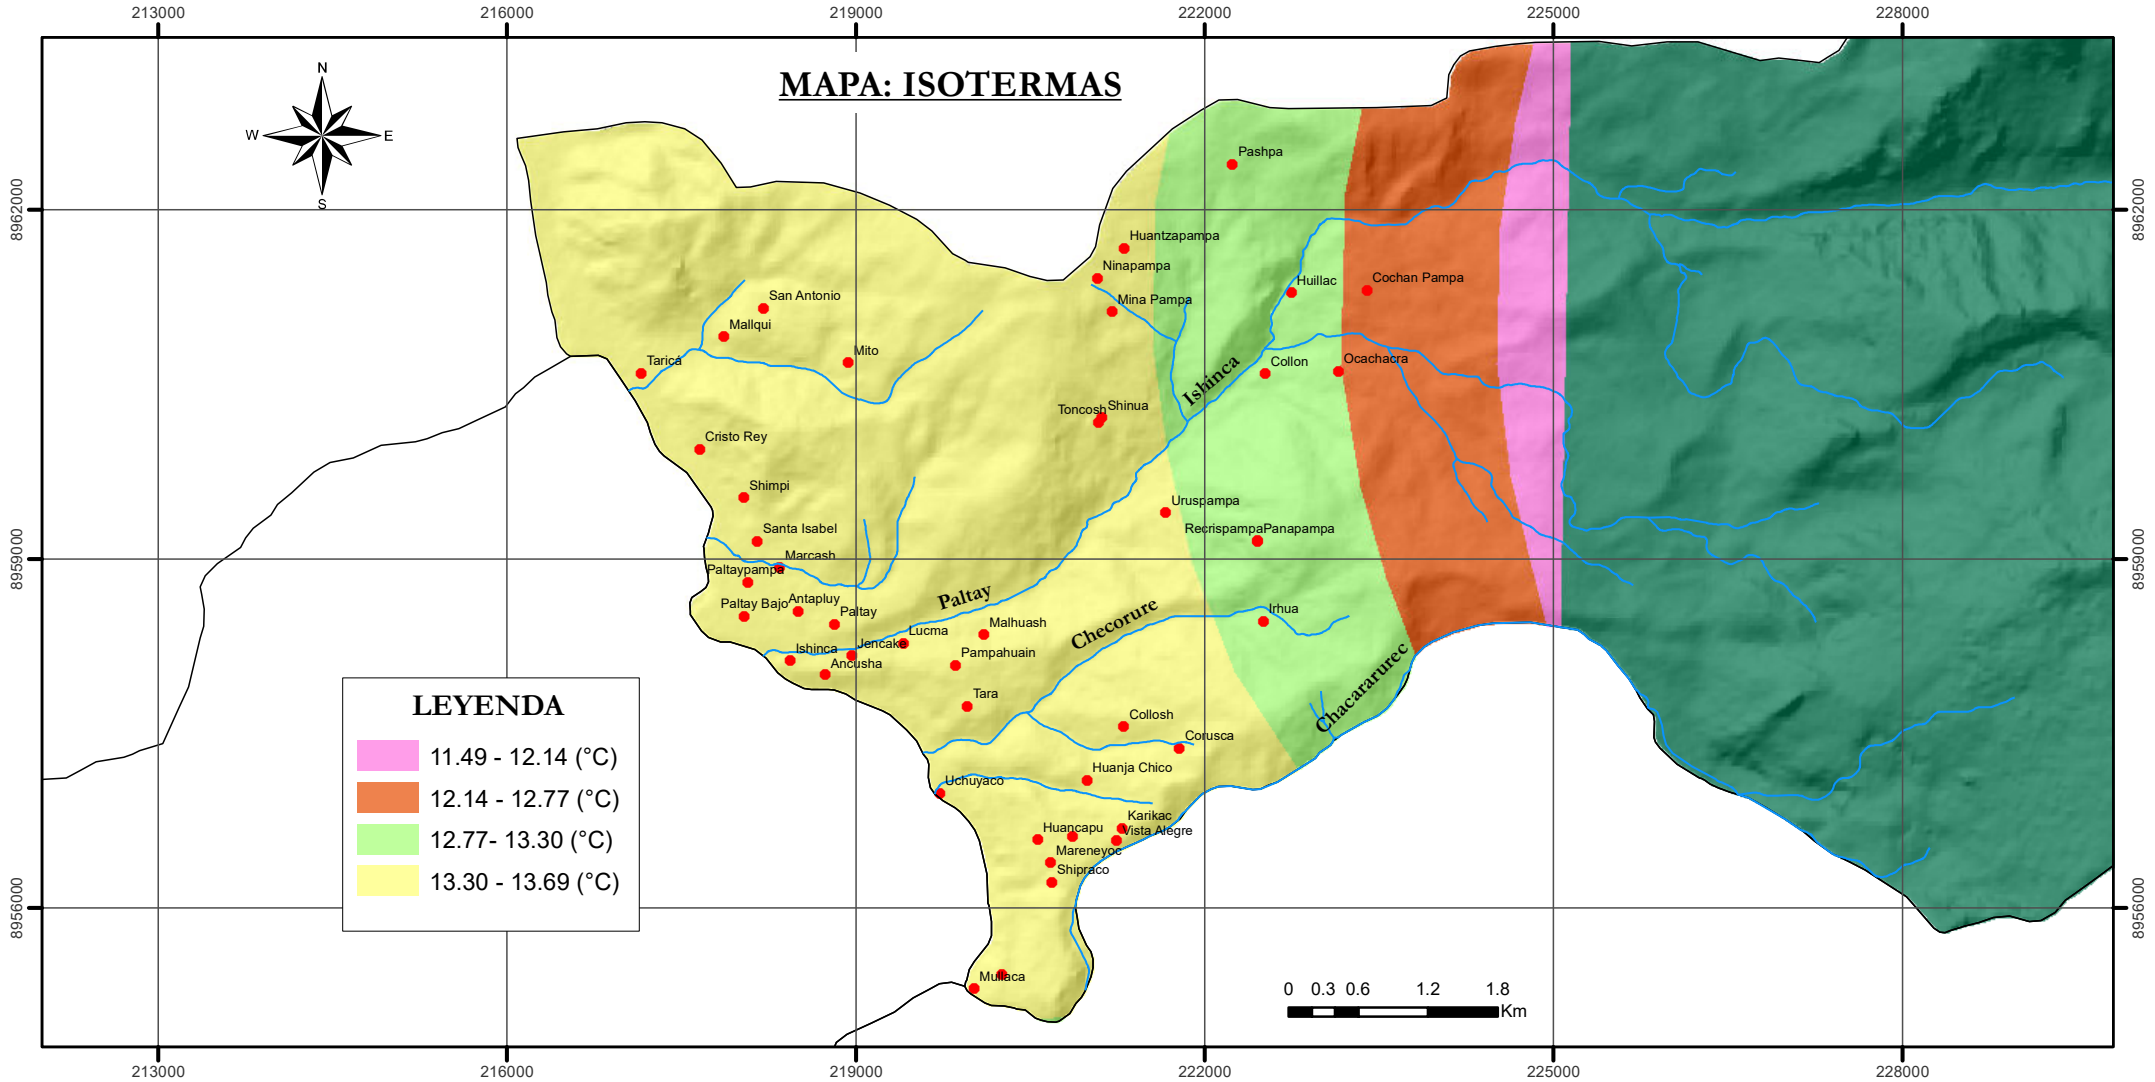 213000
216000
219000
222000
225000
228000
MAPA: ISOTERMAS
N
W
E
S
8962000
8962000
Pashpa
Huantzapampa
Ninapampa
Mina Pampa
Huillac
Cochan Pampa
San Antonio
Mallqui
Mito
Taricá
Ishinca
Collon
Ocachacra
Toncosh
Shinua
Cristo Rey
Shimpi
Uruspampa
Santa Isabel
Recrispampa
Panapampa
Marcash
8959000
8959000
Paltaypampa
Paltay Bajo
Antapluy
Paltay
Paltay
Checorure
Irhua
Lucma
Malhuash
Ishinca
Jencake
Ancusha
Pampahuain
Chacararurec
Tara
Collosh
Corusca
Huanja Chico
Uchuyaco
Karikac
Huancapu
Vista Alegre
Mareneyoc
Shipraco
Mullaca
LEYENDA
11.49 - 12.14 (°C)
12.14 - 12.77 (°C)
12.77- 13.30 (°C)
13.30 - 13.69 (°C)
8956000
8956000
0 0.3 0.6 1.2 1.8
Km
213000
216000
219000
222000
225000
228000